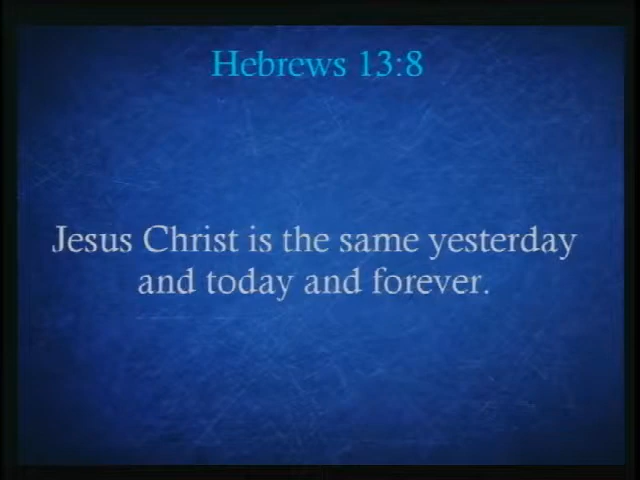 Hebrews 13:8
Jesus Christ is the same yesterday
and today and forever.